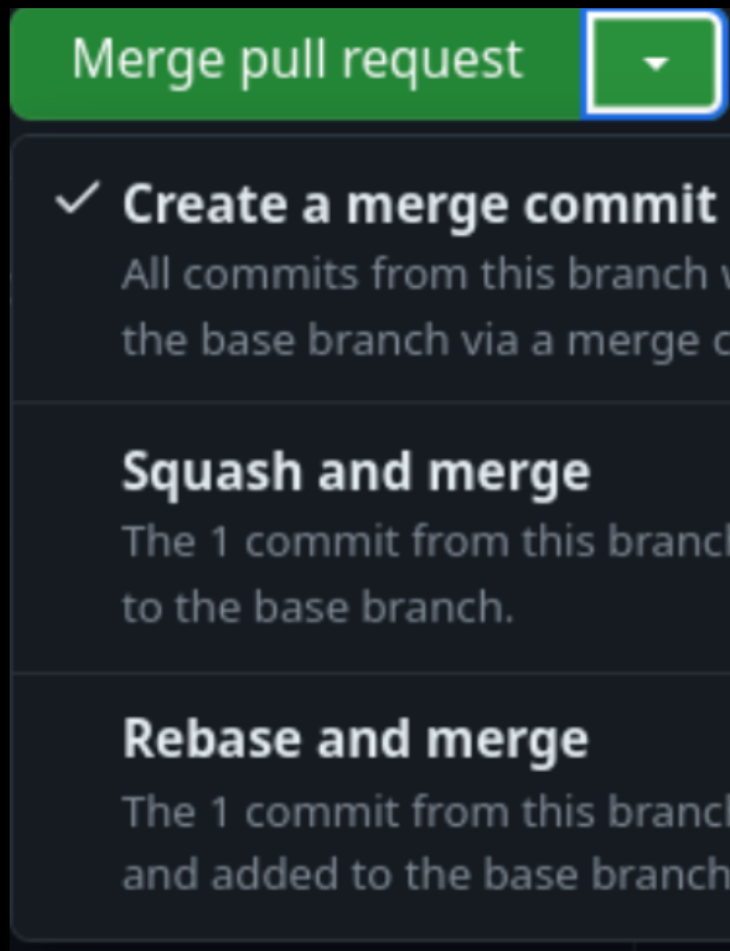 Merge pull request
Create a merge commit
All commits from this branch
the base branch via a merge
Squash and merge
The 1 commit from this
to the base branch.
Rebase and merge
The 1 commit from this
and added to the base branch